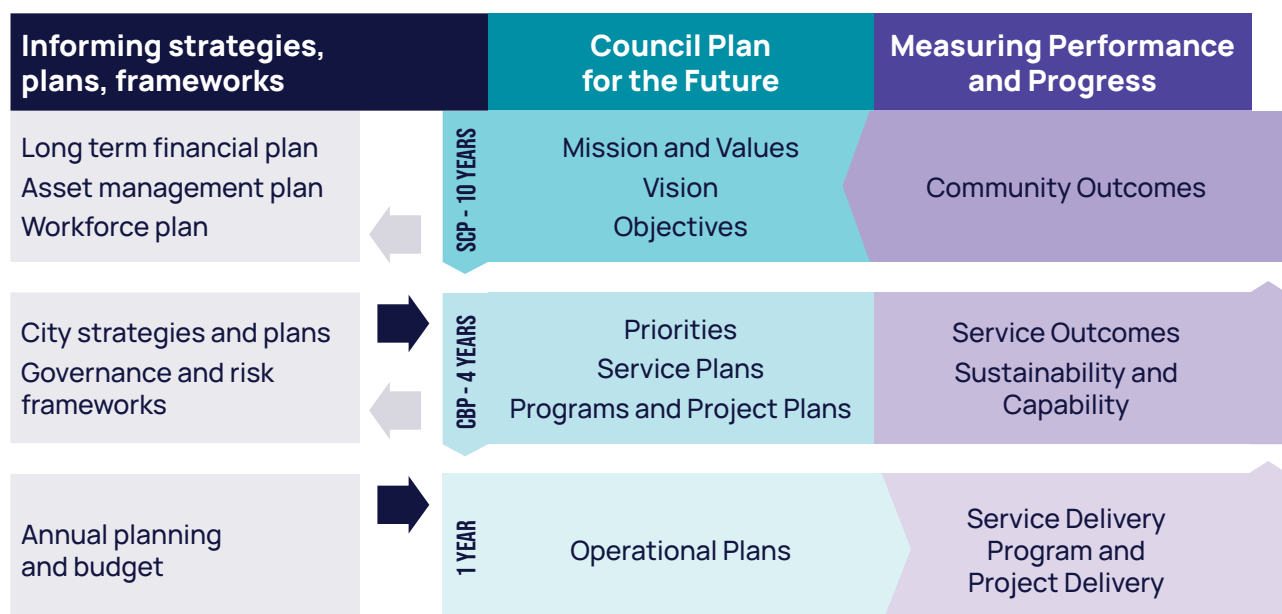 Informing strategies,
plans, frameworks
Council Plan
for the Future
Measuring Performance
and Progress
Long term financial plan
Asset management plan
Workforce plan
SCP - 10 YEARS
Mission and Values
Vision
Objectives
Community Outcomes
City strategies and plans
Governance and risk
frameworks
CBP - 4 YEARS
Priorities
Service Plans
Programs and Project Plans
Service Outcomes
Sustainability and
Capability
Annual planning
and budget
1 YEAR
Operational Plans
Service Delivery
Program and
Project Delivery